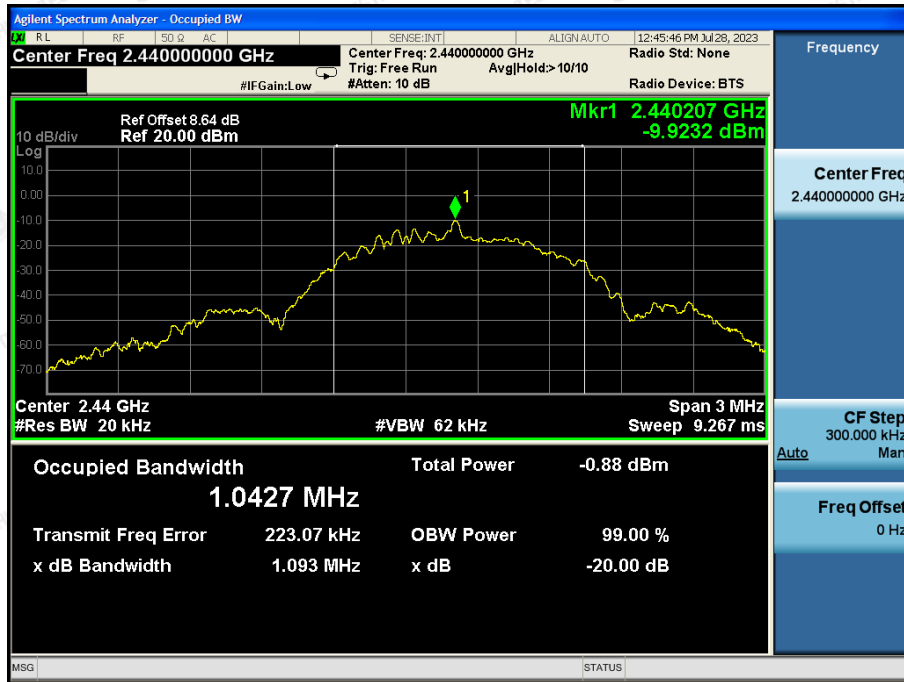 Agilent Spectrum Analyzer - Occupied BW
LXI RL RF 50 Ω AC SENSE:INT ALIGN AUTO 12:45:46 PM Jul 28, 2023
Center Freq 2.440000000 GHz
Center Freq: 2.440000000 GHz
Radio Std: None
Trig: Free Run Avg|Hold:>10/10
#IFGain:Low
#Atten: 10 dB
Radio Device: BTS
Frequency
Ref Offset 8.64 dB
10 dB/div Ref 20.00 dBm
Mkr1 2.440207 GHz
-9.9232 dBm
Log
10.0
0.00
-10.0
-20.0
-30.0
-40.0
-50.0
-60.0
-70.0
1
Center 2.44 GHz
Span 3 MHz
#Res BW 20 kHz
#VBW 62 kHz
Sweep 9.267 ms
Occupied Bandwidth
1.0427 MHz
Total Power -0.88 dBm
Transmit Freq Error 223.07 kHz
OBW Power 99.00 %
x dB Bandwidth 1.093 MHz
x dB -20.00 dB
Center Freq
2.440000000 GHz
CF Step
300.000 kHz
Auto Man
Freq Offset
0 Hz
MSG
STATUS